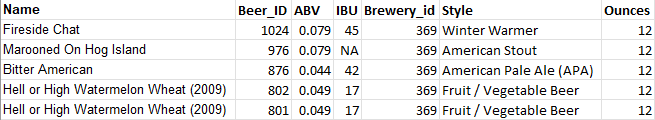 Name Beer_ID ABV IBU Brewery_id Style Ounces
Fireside Chat 1024 0.079 45 369 Winter Warmer 12
Marooned On Hog Island 976 0.079 NA 369 American Stout 12
Bitter American 876 0.044 42 369 American Pale Ale (APA) 12
Hell or High Watermelon Wheat (2009) 802 0.049 17 369 Fruit / Vegetable Beer 12
Hell or High Watermelon Wheat (2009) 801 0.049 17 369 Fruit / Vegetable Beer 12